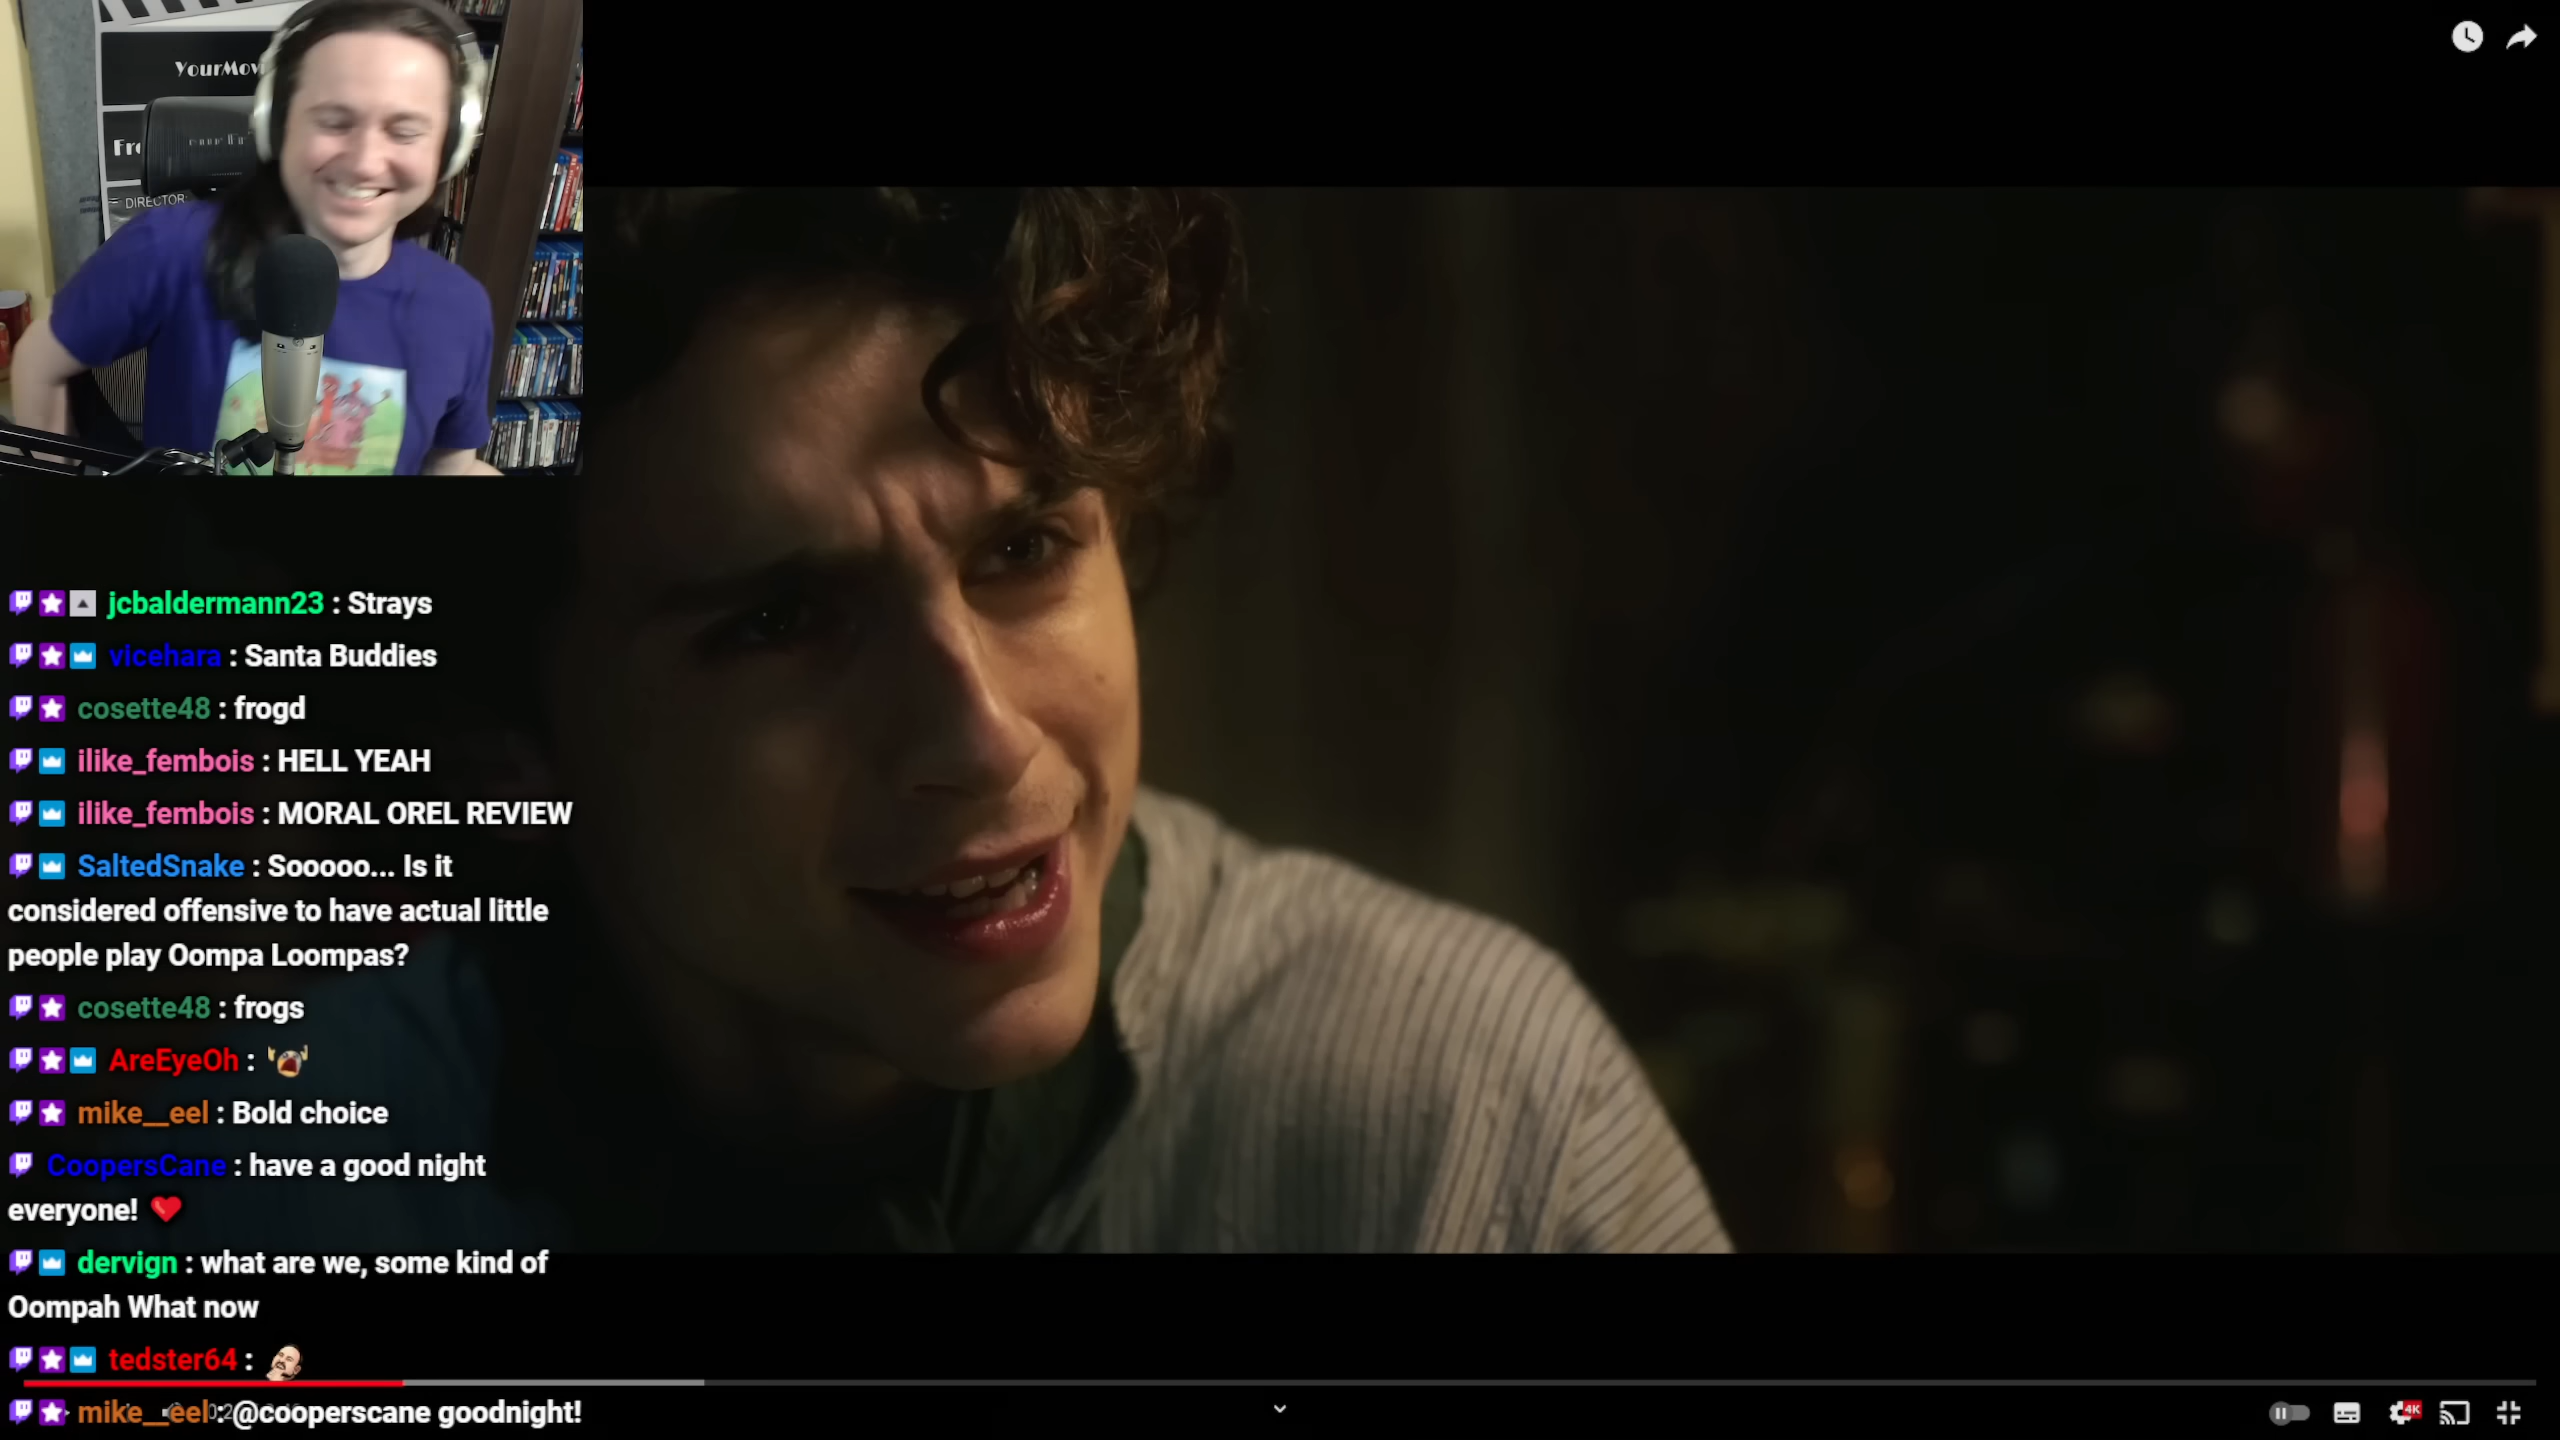 YourMov
Fr
DIRECTOR:
jcbaldermann23 : Strays
vicehara : Santa Buddies
cosette48 : frogd
ilike_fembois : HELL YEAH
ilike_fembois : MORAL OREL REVIEW
SaltedSnake : Sooooo... Is it
considered offensive to have actual little
people play Oompa Loompas?
cosette48 : frogs
AreEyeOh :
mike__eel : Bold choice
CoopersCane : have a good night
everyone! ❤️
dervign : what are we, some kind of
Oompah What now
tedster64 :
mike__eel : @cooperscane goodnight!
4K